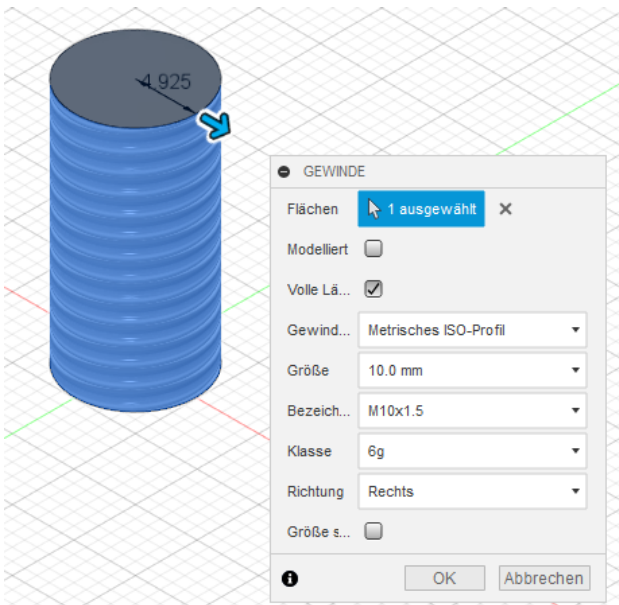 4.925
GEWINDE
Flächen 1 ausgewählt
Modelliert
Volle Lä...
Gewind... Metrisches ISO-Profil
Größe 10.0 mm
Bezeich... M10x1.5
Klasse 6g
Richtung Rechts
Größe s...
OK Abbrechen